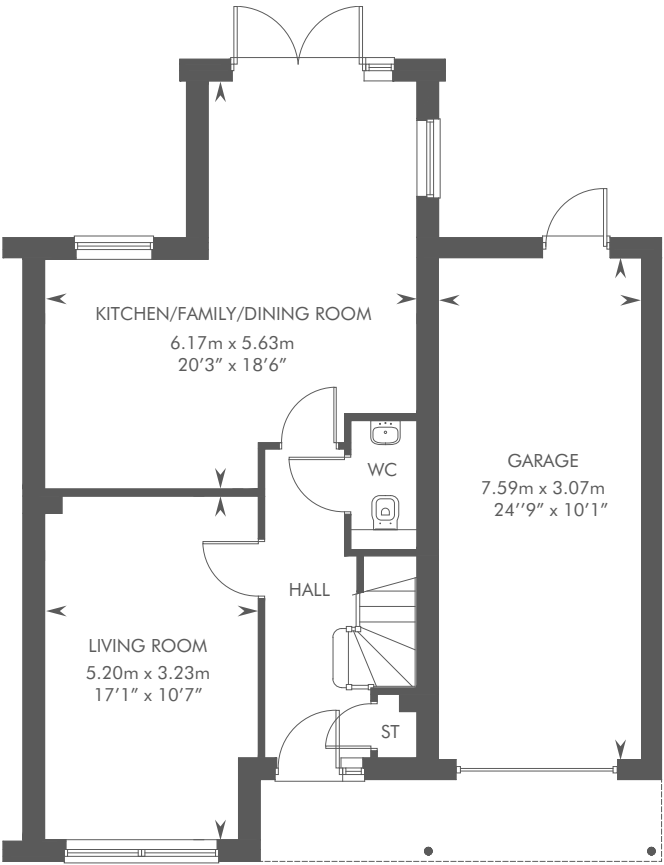 KITCHEN/FAMILY/DINING ROOM
6.17m x 5.63m
20'3" x 18'6"
WC
GARAGE
7.59m x 3.07m
24''9" x 10'1"
HALL
LIVING ROOM
5.20m x 3.23m
17'1" x 10'7"
ST